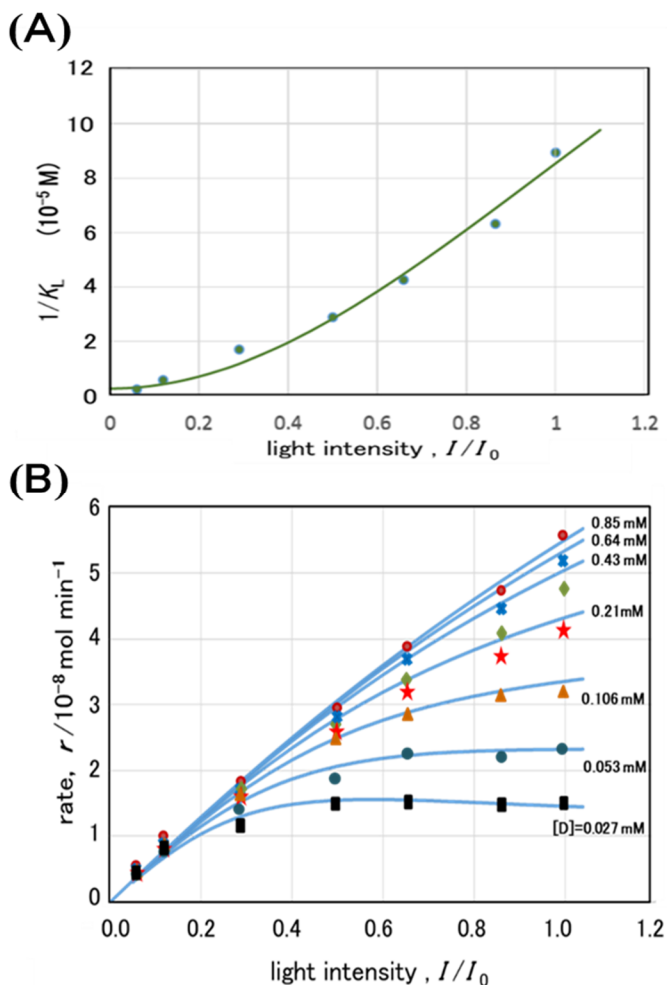 (A)
12
10
8
6
4
2
0
1/K_L (10⁻⁵ M)
0 0.2 0.4 0.6 0.8 1 1.2
light intensity , I/I₀
(B)
6
5
4
3
2
1
0
rate, r/10⁻⁸ mol min⁻¹
0.85 mM
0.64 mM
0.43 mM
0.21mM
0.106 mM
0.053 mM
[D]=0.027 mM
0.0 0.2 0.4 0.6 0.8 1.0 1.2
light intensity , I/I₀